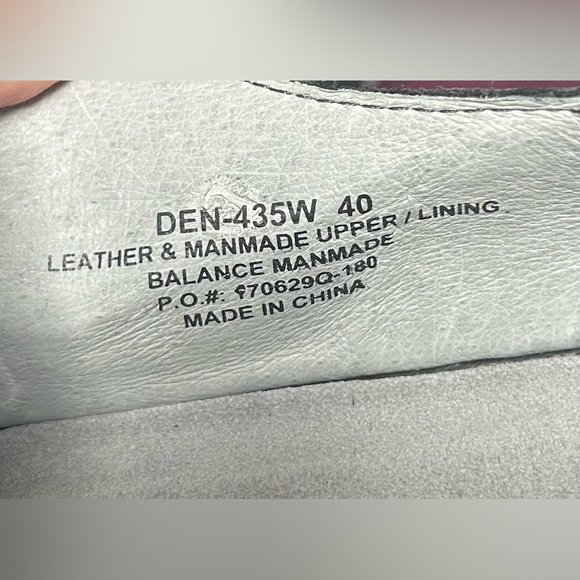 DEN-435W 40
LEATHER & MANMADE UPPER / LINING
BALANCE MANMADE
P.O.#: 170629Q-180
MADE IN CHINA